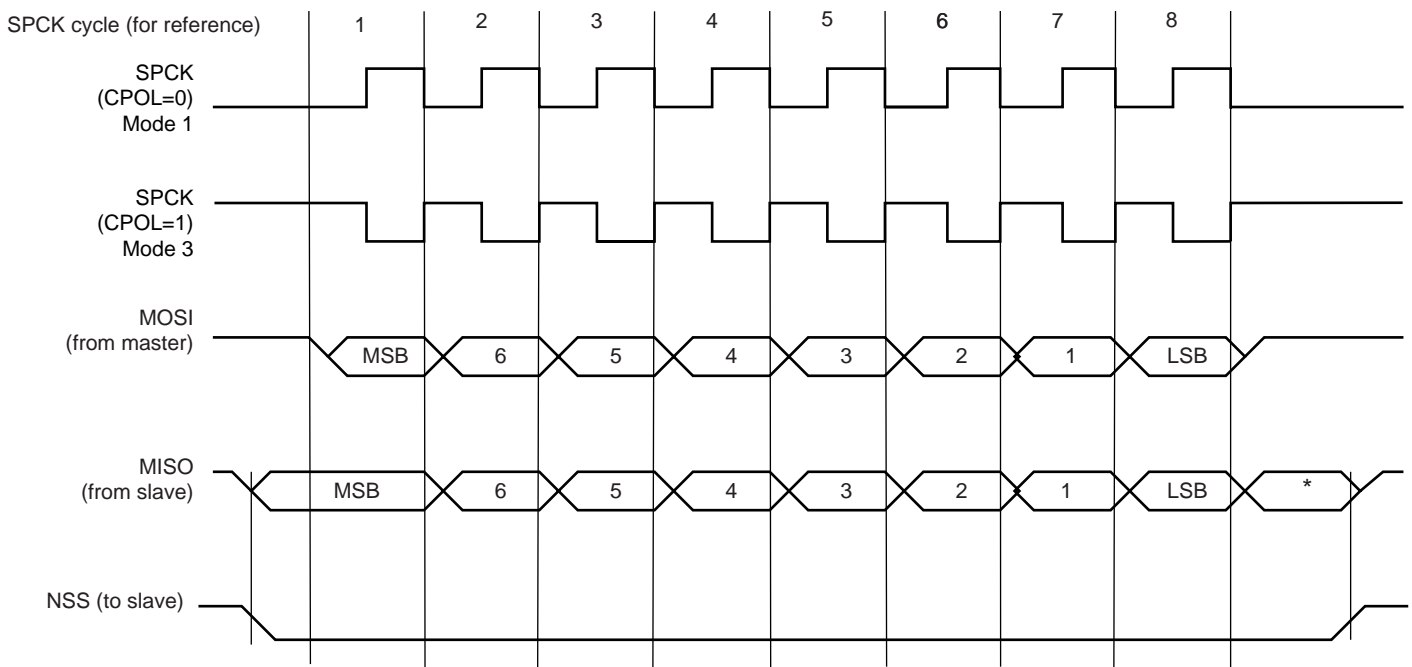 SPCK cycle (for reference) 1 2 3 4 5 6 7 8
SPCK
(CPOL=0)
Mode 1
SPCK
(CPOL=1)
Mode 3
MOSI
(from master)
MSB 6 5 4 3 2 1 LSB
MISO
(from slave)
MSB 6 5 4 3 2 1 LSB *
NSS (to slave)